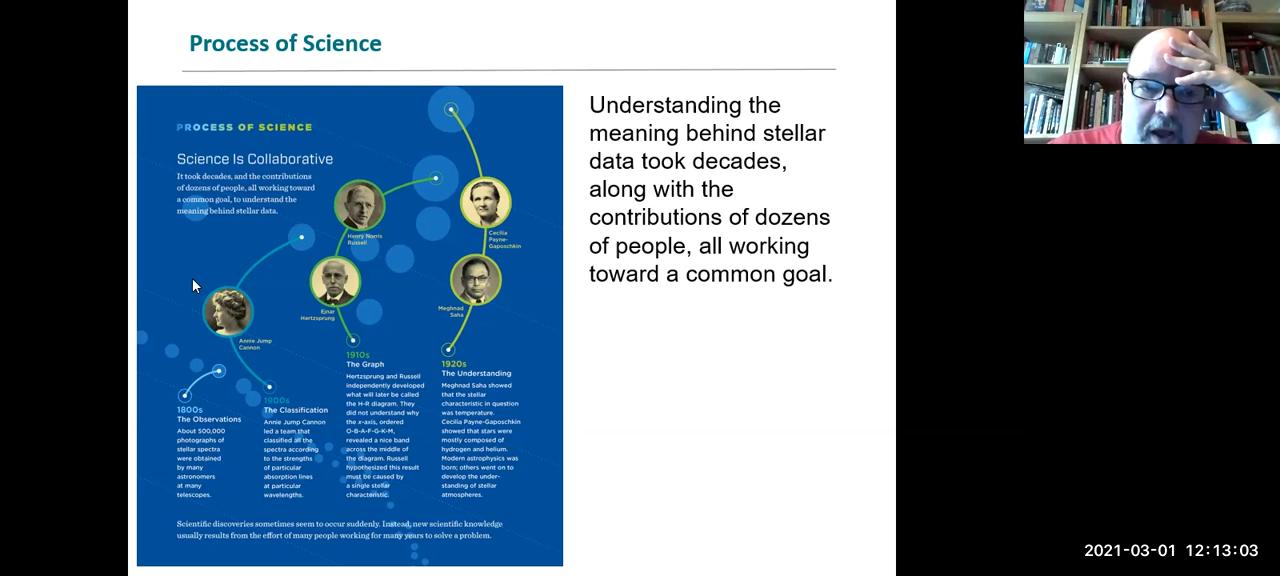 Process of Science
PROCESS OF SCIENCE
Science Is Collaborative
It took decades, and the contributions
of dozens of people, all working toward
a common goal, to understand the
meaning behind stellar data.
Henry Norris
Russell
Cecilia
Payne-
Gaposchkin
Ejnar
Hertzsprung
Meghnad
Saha
Annie Jump
Cannon
1800s
The Observations
About 500,000
photographs of
stellar spectra
were obtained
by many
astronomers
at many
telescopes.
1900s
The Classification
Annie Jump Cannon
led a team that
classified all the
spectra according
to the strengths
of particular
absorption lines
at particular
wavelengths.
1910s
The Graph
Hertzsprung and Russell
independently developed
what will later be called
the H-R diagram. They
did not understand why
the x-axis, ordered
O-B-A-F-G-K-M,
revealed a nice band
across the middle of
the diagram. Russell
hypothesized this result
must be caused by
a single stellar
characteristic.
1920s
The Understanding
Meghnad Saha showed
that the stellar
characteristic in question
was temperature.
Cecilia Payne-Gaposchkin
showed that stars were
mostly composed of
hydrogen and helium.
Modern astrophysics was
born; others went on to
develop the under-
standing of stellar
atmospheres.
Scientific discoveries sometimes seem to occur suddenly. Instead, new scientific knowledge
usually results from the effort of many people working for many years to solve a problem.
Understanding the
meaning behind stellar
data took decades,
along with the
contributions of dozens
of people, all working
toward a common goal.
2021-03-01 12:13:03